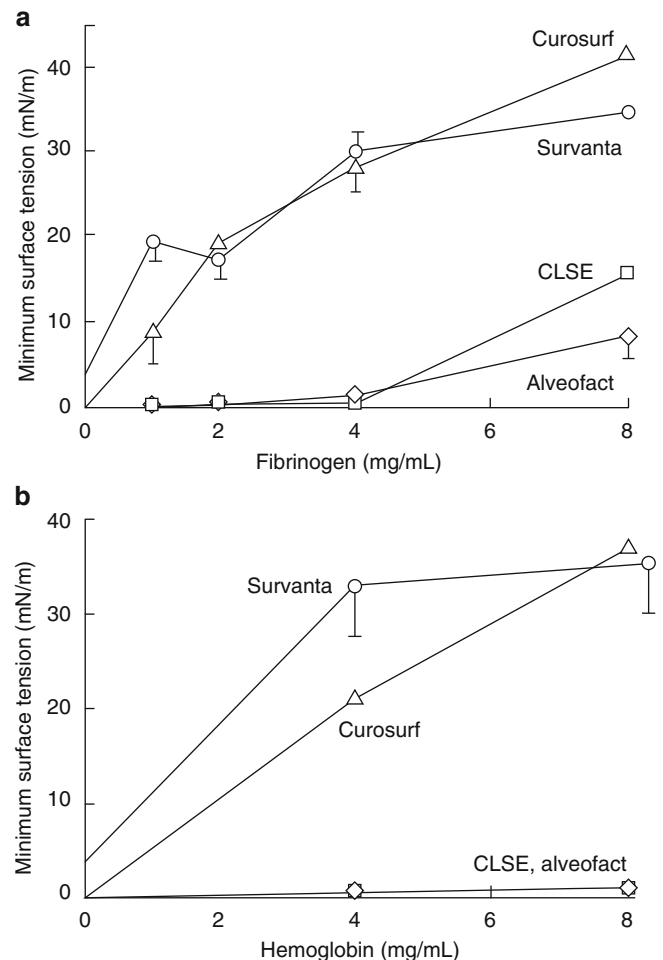 a
Minimum surface tension (mN/m)
40
30
20
10
0
Curosurf
Survanta
CLSE
Alveofact
0 2 4 6 8
Fibrinogen (mg/mL)
b
Minimum surface tension (mN/m)
40
30
20
10
0
Survanta
Curosurf
CLSE, alveofact
0 2 4 6 8
Hemoglobin (mg/mL)